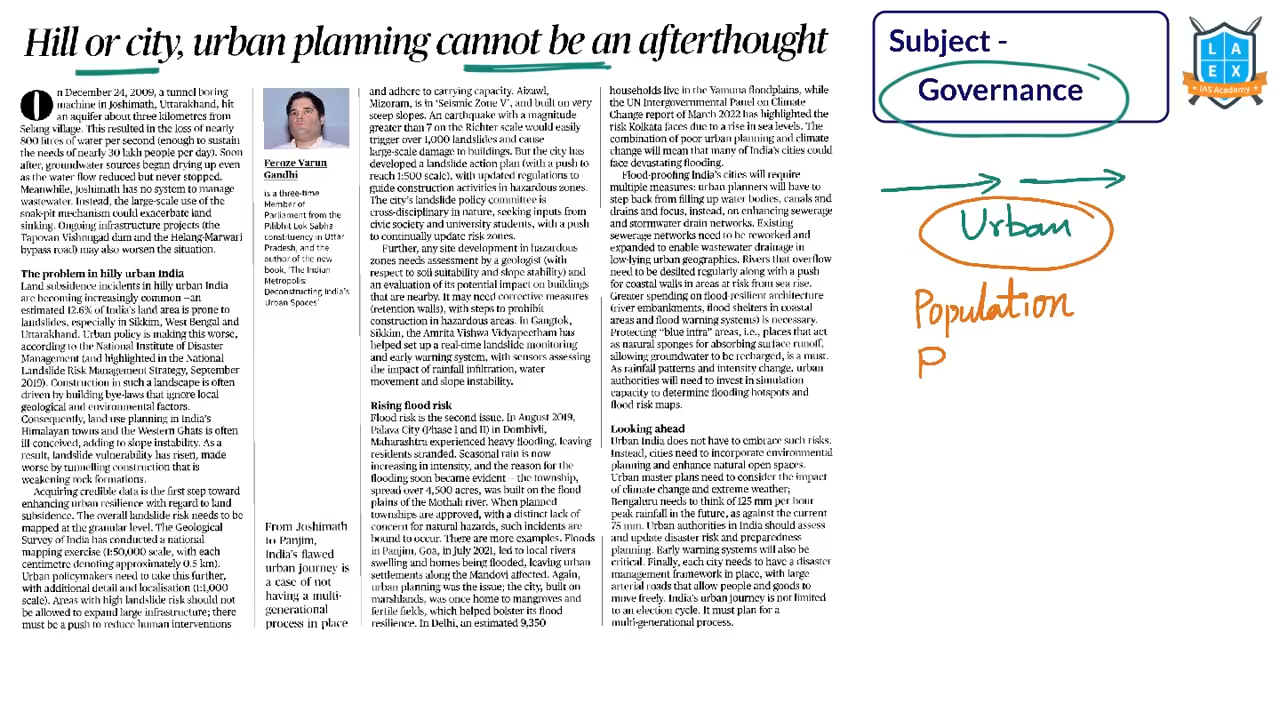 Hill or city, urban planning cannot be an afterthought
On December 24, 2009, a tunnel boring
machine in Joshimath, Uttarakhand, hit
an aquifer about three kilometres from
Selang village. This resulted in the loss of nearly
800 litres of water per second (enough to sustain
the needs of nearly 30 lakh people per day). Soon
after, groundwater sources began drying up even
as the water flow reduced but never stopped.
Meanwhile, Joshimath has no system to manage
wastewater. Instead, the large-scale use of the
soak-pit mechanism could exacerbate land
sinking. Ongoing infrastructure projects (the
Tapovan Vishnugad dam and the Helang-Marwari
bypass road) may also worsen the situation.
The problem in hilly urban India
Land subsidence incidents in hilly urban India
are becoming increasingly common — an
estimated 12.6% of India's land area is prone to
landslides, especially in Sikkim, West Bengal and
Uttarakhand. Urban policy is making this worse,
according to the National Institute of Disaster
Management (and highlighted in the National
Landslide Risk Management Strategy, September
2019). Construction in such a landscape is often
driven by building bye-laws that ignore local
geological and environmental factors.
Consequently, land use planning in India's
Himalayan towns and the Western Ghats is often
ill-conceived, adding to slope instability. As a
result, landslide vulnerability has risen, made
worse by tunnelling construction that is
weakening rock formations.
Acquiring credible data is the first step toward
enhancing urban resilience with regard to land
subsidence. The overall landslide risk needs to be
mapped at the granular level. The Geological
Survey of India has conducted a national
mapping exercise (1:50,000 scale, with each
centimetre denoting approximately 0.5 km).
Urban policymakers need to take this further,
with additional detail and localisation (1:1,000
scale). Areas with high landslide risk should not
be allowed to expand large infrastructure; there
must be a push to reduce human interventions
Feroze Varun
Gandhi
is a three-time
Member of
Parliament from the
Pilibhit Lok Sabha
constituency in Uttar
Pradesh, and the
author of the new
book, 'The Indian
Metropolis:
Deconstructing India's
Urban Spaces'
From Joshimath
to Panjim,
India's flawed
urban journey is
a case of not
having a multi-
generational
process in place
and adhere to carrying capacity. Aizawl,
Mizoram, is in 'Seismic Zone V', and built on very
steep slopes. An earthquake with a magnitude
greater than 7 on the Richter scale would easily
trigger over 1,000 landslides and cause
large-scale damage to buildings. But the city has
developed a landslide action plan (with a push to
reach 1:500 scale), with updated regulations to
guide construction activities in hazardous zones.
The city's landslide policy committee is
cross-disciplinary in nature, seeking inputs from
civic society and university students, with a push
to continually update risk zones.
Further, any site development in hazardous
zones needs assessment by a geologist (with
respect to soil suitability and slope stability) and
an evaluation of its potential impact on buildings
that are nearby. It may need corrective measures
(retention walls), with steps to prohibit
construction in hazardous areas. In Gangtok,
Sikkim, the Amrita Vishwa Vidyapeetham has
helped set up a real-time landslide monitoring
and early warning system, with sensors assessing
the impact of rainfall infiltration, water
movement and slope instability.
Rising flood risk
Flood risk is the second issue. In August 2019,
Palava City (Phase I and II) in Dombivli,
Maharashtra experienced heavy flooding, leaving
residents stranded. Seasonal rain is now
increasing in intensity, and the reason for the
flooding soon became evident — the township,
spread over 4,500 acres, was built on the flood
plains of the Mothali river. When planned
townships are approved, with a distinct lack of
concern for natural hazards, such incidents are
bound to occur. There are more examples. Floods
in Panjim, Goa, in July 2021, led to local rivers
swelling and homes being flooded, leaving urban
settlements along the Mandovi affected. Again,
urban planning was the issue; the city, built on
marshlands, was once home to mangroves and
fertile fields, which helped bolster its flood
resilience. In Delhi, an estimated 9,350
households live in the Yamuna floodplains, while
the UN Intergovernmental Panel on Climate
Change report of March 2022 has highlighted the
risk Kolkata faces due to a rise in sea levels. The
combination of poor urban planning and climate
change will mean that many of India's cities could
face devastating flooding.
Flood-proofing India's cities will require
multiple measures: urban planners will have to
step back from filling up water bodies, canals and
drains and focus, instead, on enhancing sewerage
and stormwater drain networks. Existing
sewerage networks need to be reworked and
expanded to enable wastewater drainage in
low-lying urban geographies. Rivers that overflow
need to be desilted regularly along with a push
for coastal walls in areas at risk from sea rise.
Greater spending on flood-resilient architecture
(river embankments, flood shelters in coastal
areas and flood warning systems) is necessary.
Protecting "blue infra" areas, i.e., places that act
as natural sponges for absorbing surface runoff,
allowing groundwater to be recharged, is a must.
As rainfall patterns and intensity change, urban
authorities will need to invest in simulation
capacity to determine flooding hotspots and
flood risk maps.
Looking ahead
Urban India does not have to embrace such risks.
Instead, cities need to incorporate environmental
planning and enhance natural open spaces.
Urban master plans need to consider the impact
of climate change and extreme weather;
Bengaluru needs to think of 125 mm per hour
peak rainfall in the future, as against the current
75 mm. Urban authorities in India should assess
and update disaster risk and preparedness
planning. Early warning systems will also be
critical. Finally, each city needs to have a disaster
management framework in place, with large
arterial roads that allow people and goods to
move freely. India's urban journey is not limited
to an election cycle. It must plan for a
multi-generational process.
Subject -
Governance
L A
E X
IAS Academy
Urban
Population
P